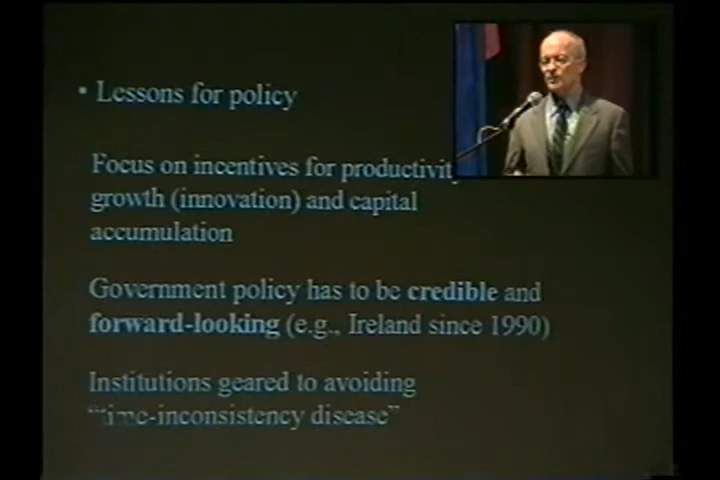 • Lessons for policy
Focus on incentives for productivity
growth (innovation) and capital
accumulation
Government policy has to be credible and
forward-looking (e.g., Ireland since 1990)
Institutions geared to avoiding
“time-inconsistency disease”